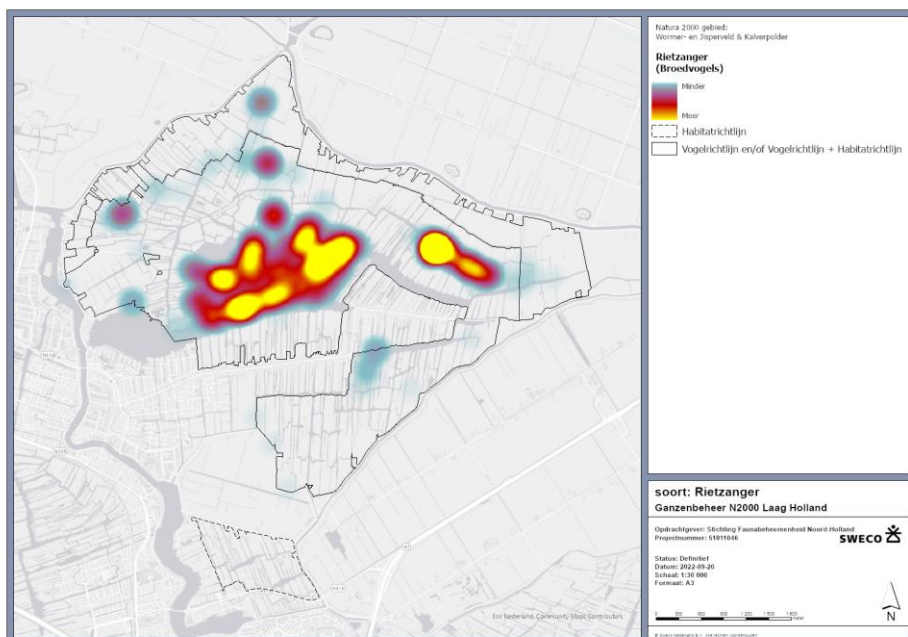 Natura 2000 gebied:
Wormer- en Jisperveld & Kalverpolder
Rietzanger
(Broedvogels)
Minder
Meer
Habitatrichtlijn
Vogelrichtlijn en/of Vogelrichtlijn + Habitatrichtlijn
Esri Nederland, Community Maps Contributors
soort: Rietzanger
Ganzenbeheer N2000 Laag Holland
Opdrachtgever: Stichting Faunabeheereenheid Noord-Holland
Projectnummer: 51011046
SWECO
Status: Definitief
Datum: 2022-09-20
Schaal: 1:30 000
Formaat: A3
N